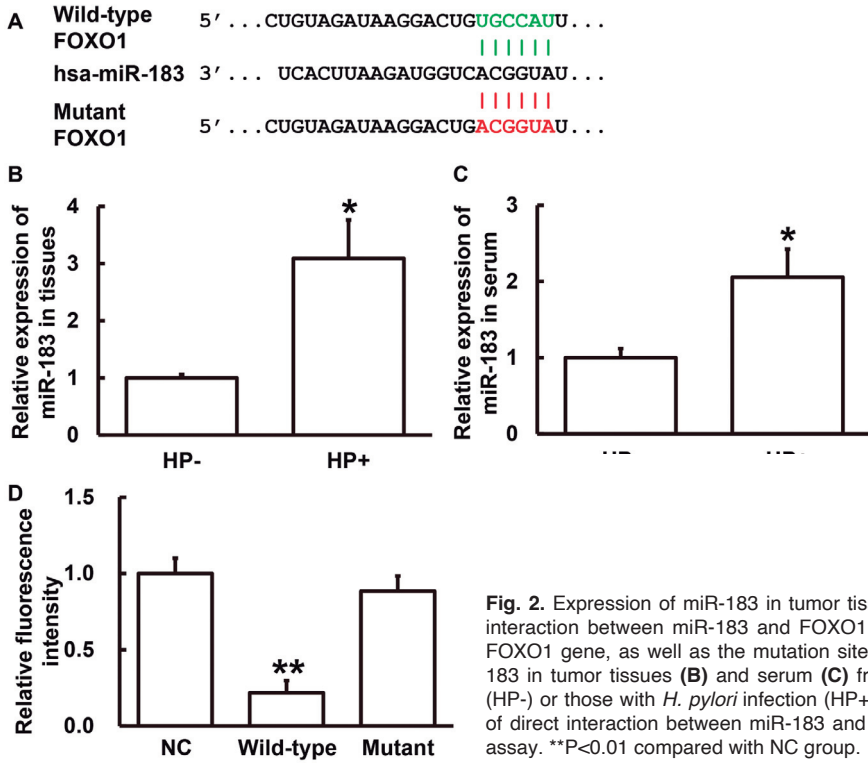 A
Wild-type
FOXO1
5’...CUGUAGAUAAGGACUGUGCCAUU...
hsa-miR-183 3’... UCACUUAAGAUGGUCACGGUAU...
Mutant
FOXO1
5’...CUGUAGAUAAGGACUGACGGUAU...
B
Relative expression of
miR-183 in tissues
4
3
2
1
0
*
HP- HP+
C
Relative expression of
miR-183 in serum
3
2
1
0
*
D
Relative fluorescence
intensity
1.5
1.0
0.5
0.0
**
NC Wild-type Mutant
Fig. 2. Expression of miR-183 in tumor tis
interaction between miR-183 and FOXO1
FOXO1 gene, as well as the mutation site
183 in tumor tissues (B) and serum (C) fr
(HP-) or those with H. pylori infection (HP+
of direct interaction between miR-183 and
assay. **P<0.01 compared with NC group.